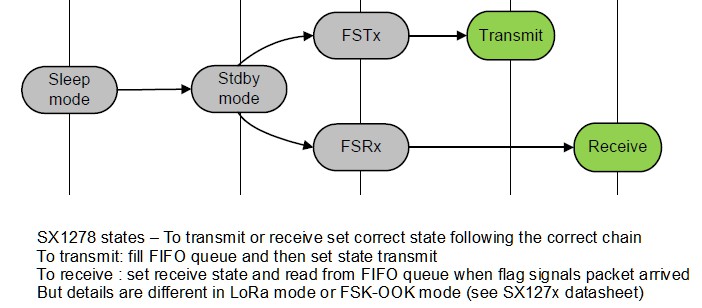 FSTx
Transmit
Sleep
mode
Stdby
mode
FSRx
Receive
SX1278 states – To transmit or receive set correct state following the correct chain
To transmit: fill FIFO queue and then set state transmit
To receive : set receive state and read from FIFO queue when flag signals packet arrived
But details are different in LoRa mode or FSK-OOK mode (see SX127x datasheet)